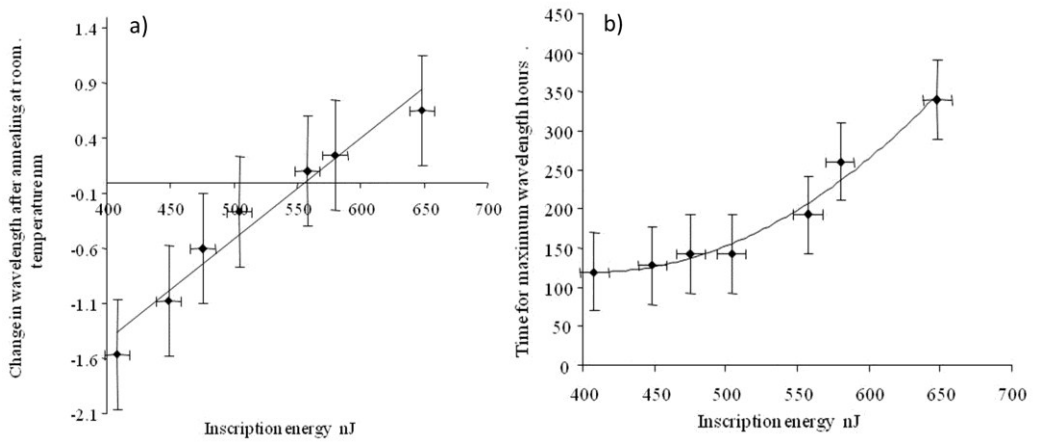 a)
Change in wavelength after annealing at room .
temperature nm
1.4
0.9
0.4
-0.1
-0.6
-1.1
-1.6
-2.1
400 450 500 550 600 650 700
Inscription energy nJ
b)
Time for maximum wavelength hours .
450
400
350
300
250
200
150
100
50
0
400 450 500 550 600 650 700
Inscription energy nJ